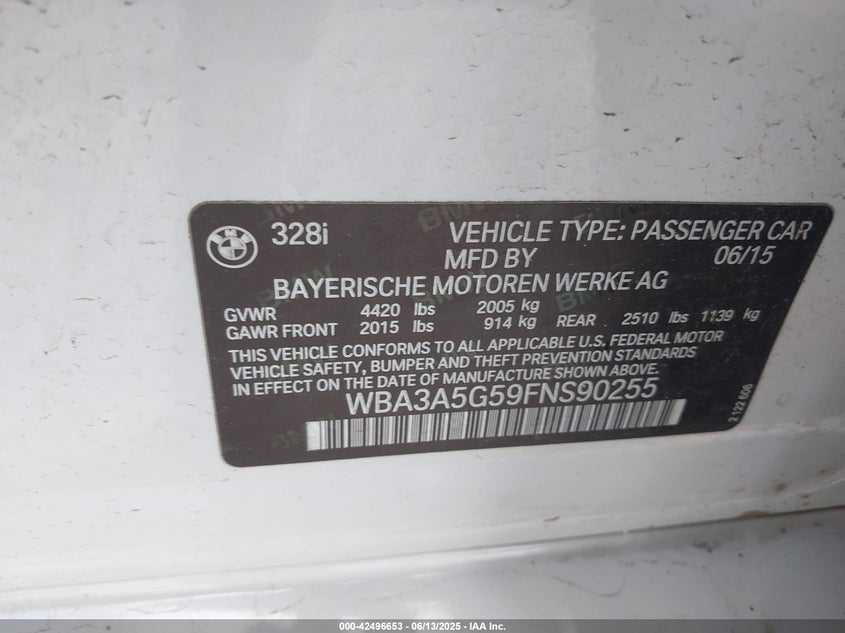 328i VEHICLE TYPE: PASSENGER CAR
MFD BY 06/15
BAYERISCHE MOTOREN WERKE AG
GVWR 4420 lbs 2005 kg
GAWR FRONT 2015 lbs 914 kg REAR 2510 lbs 1139 kg
THIS VEHICLE CONFORMS TO ALL APPLICABLE U.S. FEDERAL MOTOR
VEHICLE SAFETY, BUMPER AND THEFT PREVENTION STANDARDS
IN EFFECT ON THE DATE OF MANUFACTURE SHOWN ABOVE.
WBA3A5G59FNS90255
2 122 606
000-42496653 - 06/13/2025 - IAA Inc.